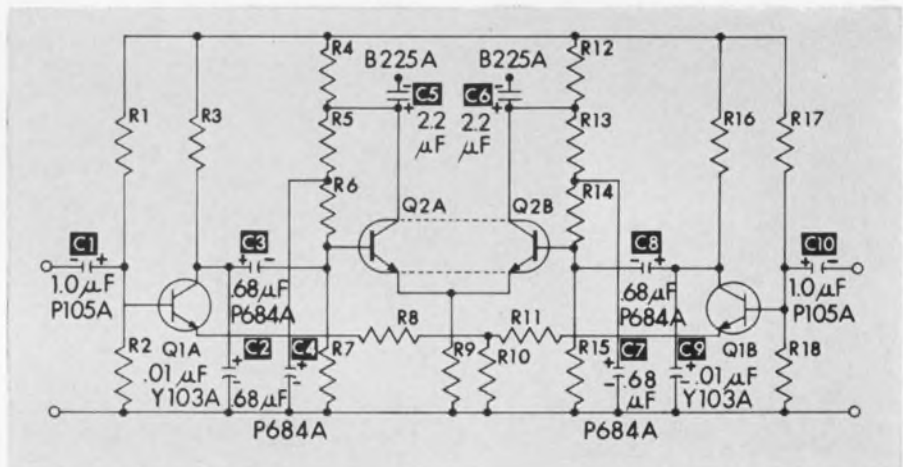 R4
B225A
B225A
R12
R1
R3
C5
C6
R16
R17
2.2
2.2
R5
μF
μF
R13
R6
R14
Q2A
Q2B
C1
C3
C8
C10
1.0μF
.68μF
.68μF
1.0μF
P105A
P684A
P684A
P105A
R8
R11
R2
Q1A
C2
C4
R7
R9
R10
R15
C7
C9
Q1B
R18
.01μF
.68
.01μF
Y103A
.68μF
μF
Y103A
P684A
P684A